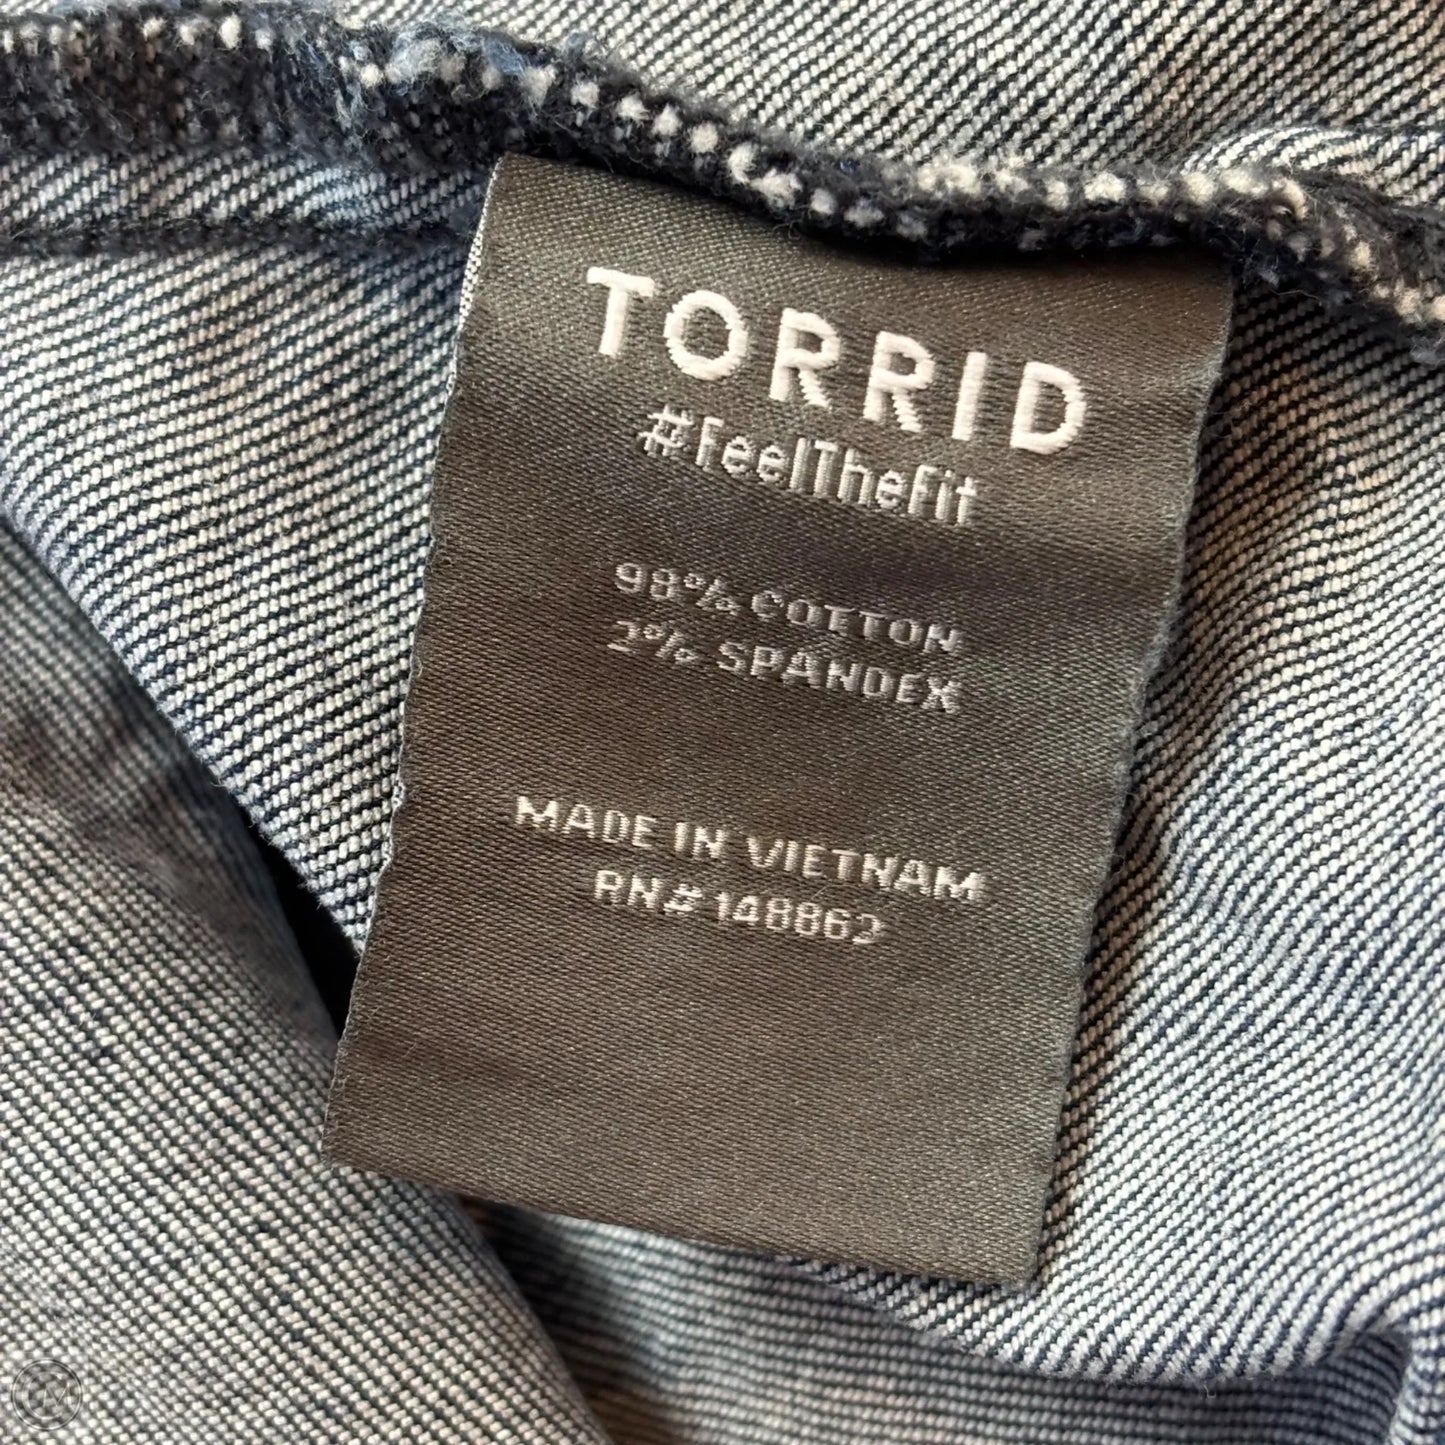 TORRID
#FeelTheFit
98% COTTON
2% SPANDEX
MADE IN VIETNAM
RN# 148862